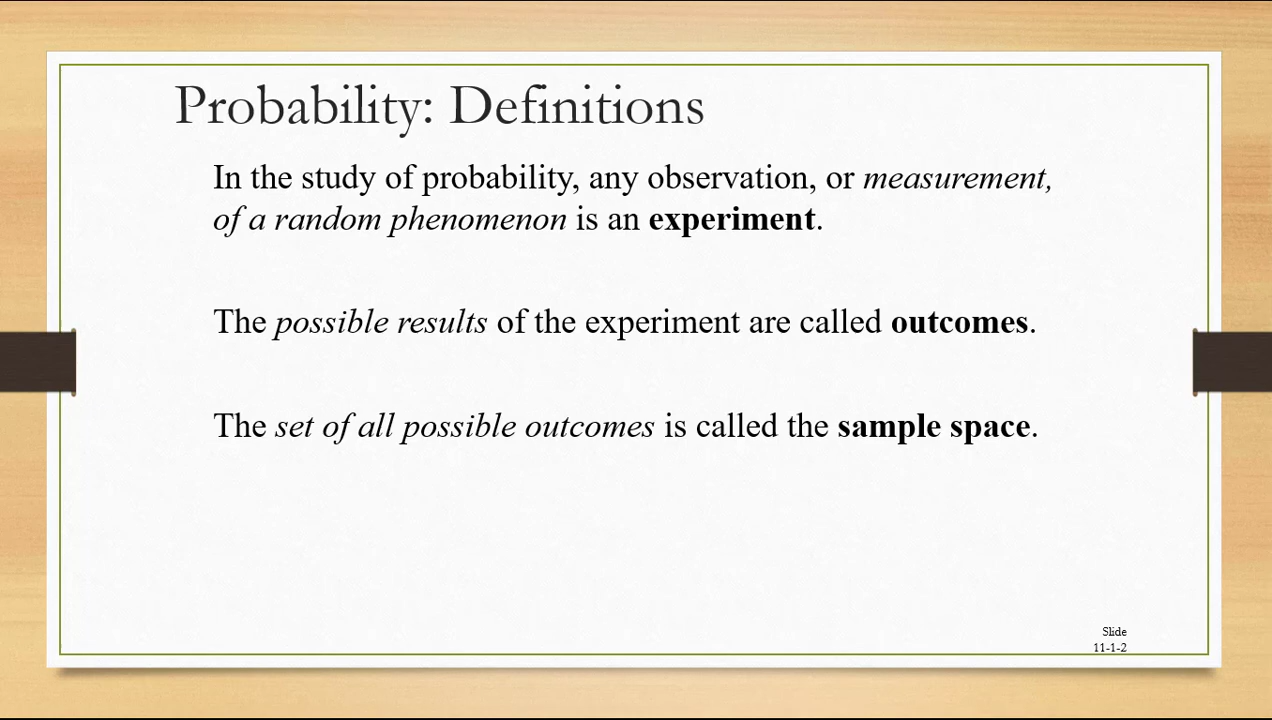 Probability: Definitions
In the study of probability, any observation, or measurement,
of a random phenomenon is an experiment.
The possible results of the experiment are called outcomes.
The set of all possible outcomes is called the sample space.
Slide
11-1-2